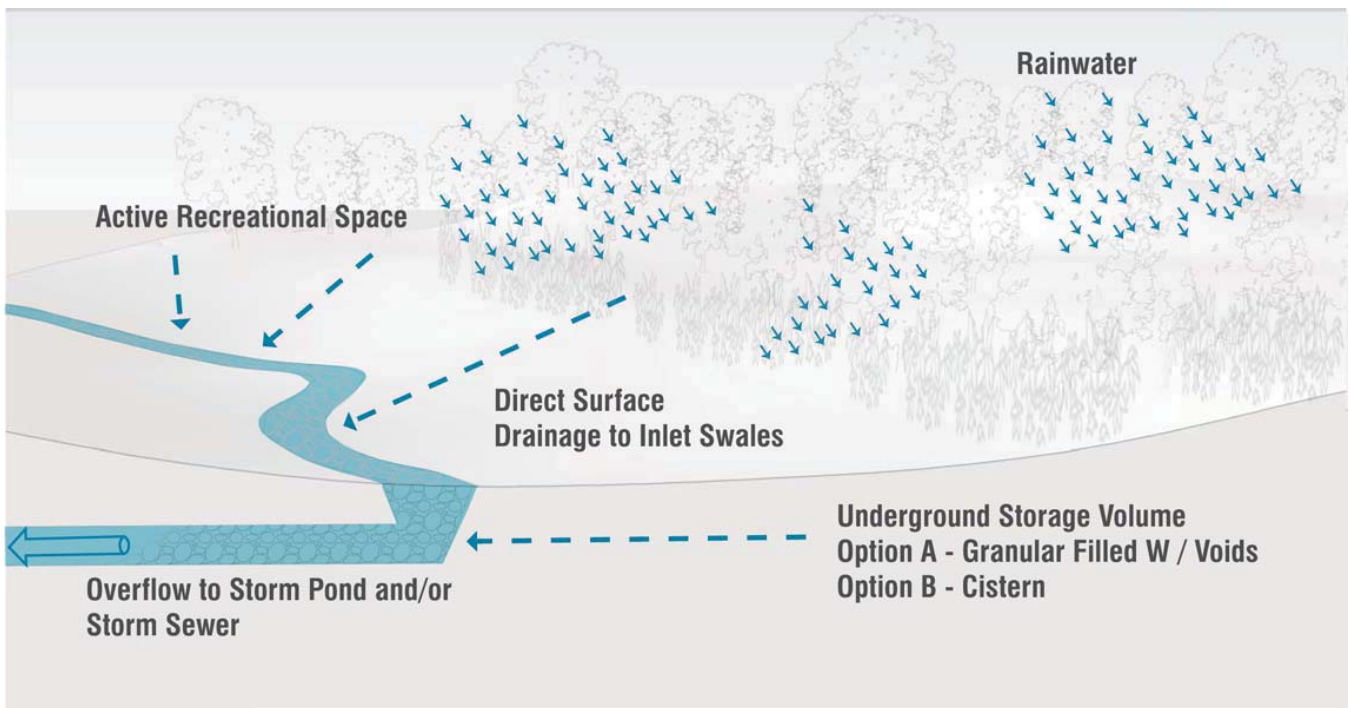 Rainwater
Active Recreational Space
Direct Surface
Drainage to Inlet Swales
Underground Storage Volume
Option A - Granular Filled W / Voids
Option B - Cistern
Overflow to Storm Pond and/or
Storm Sewer